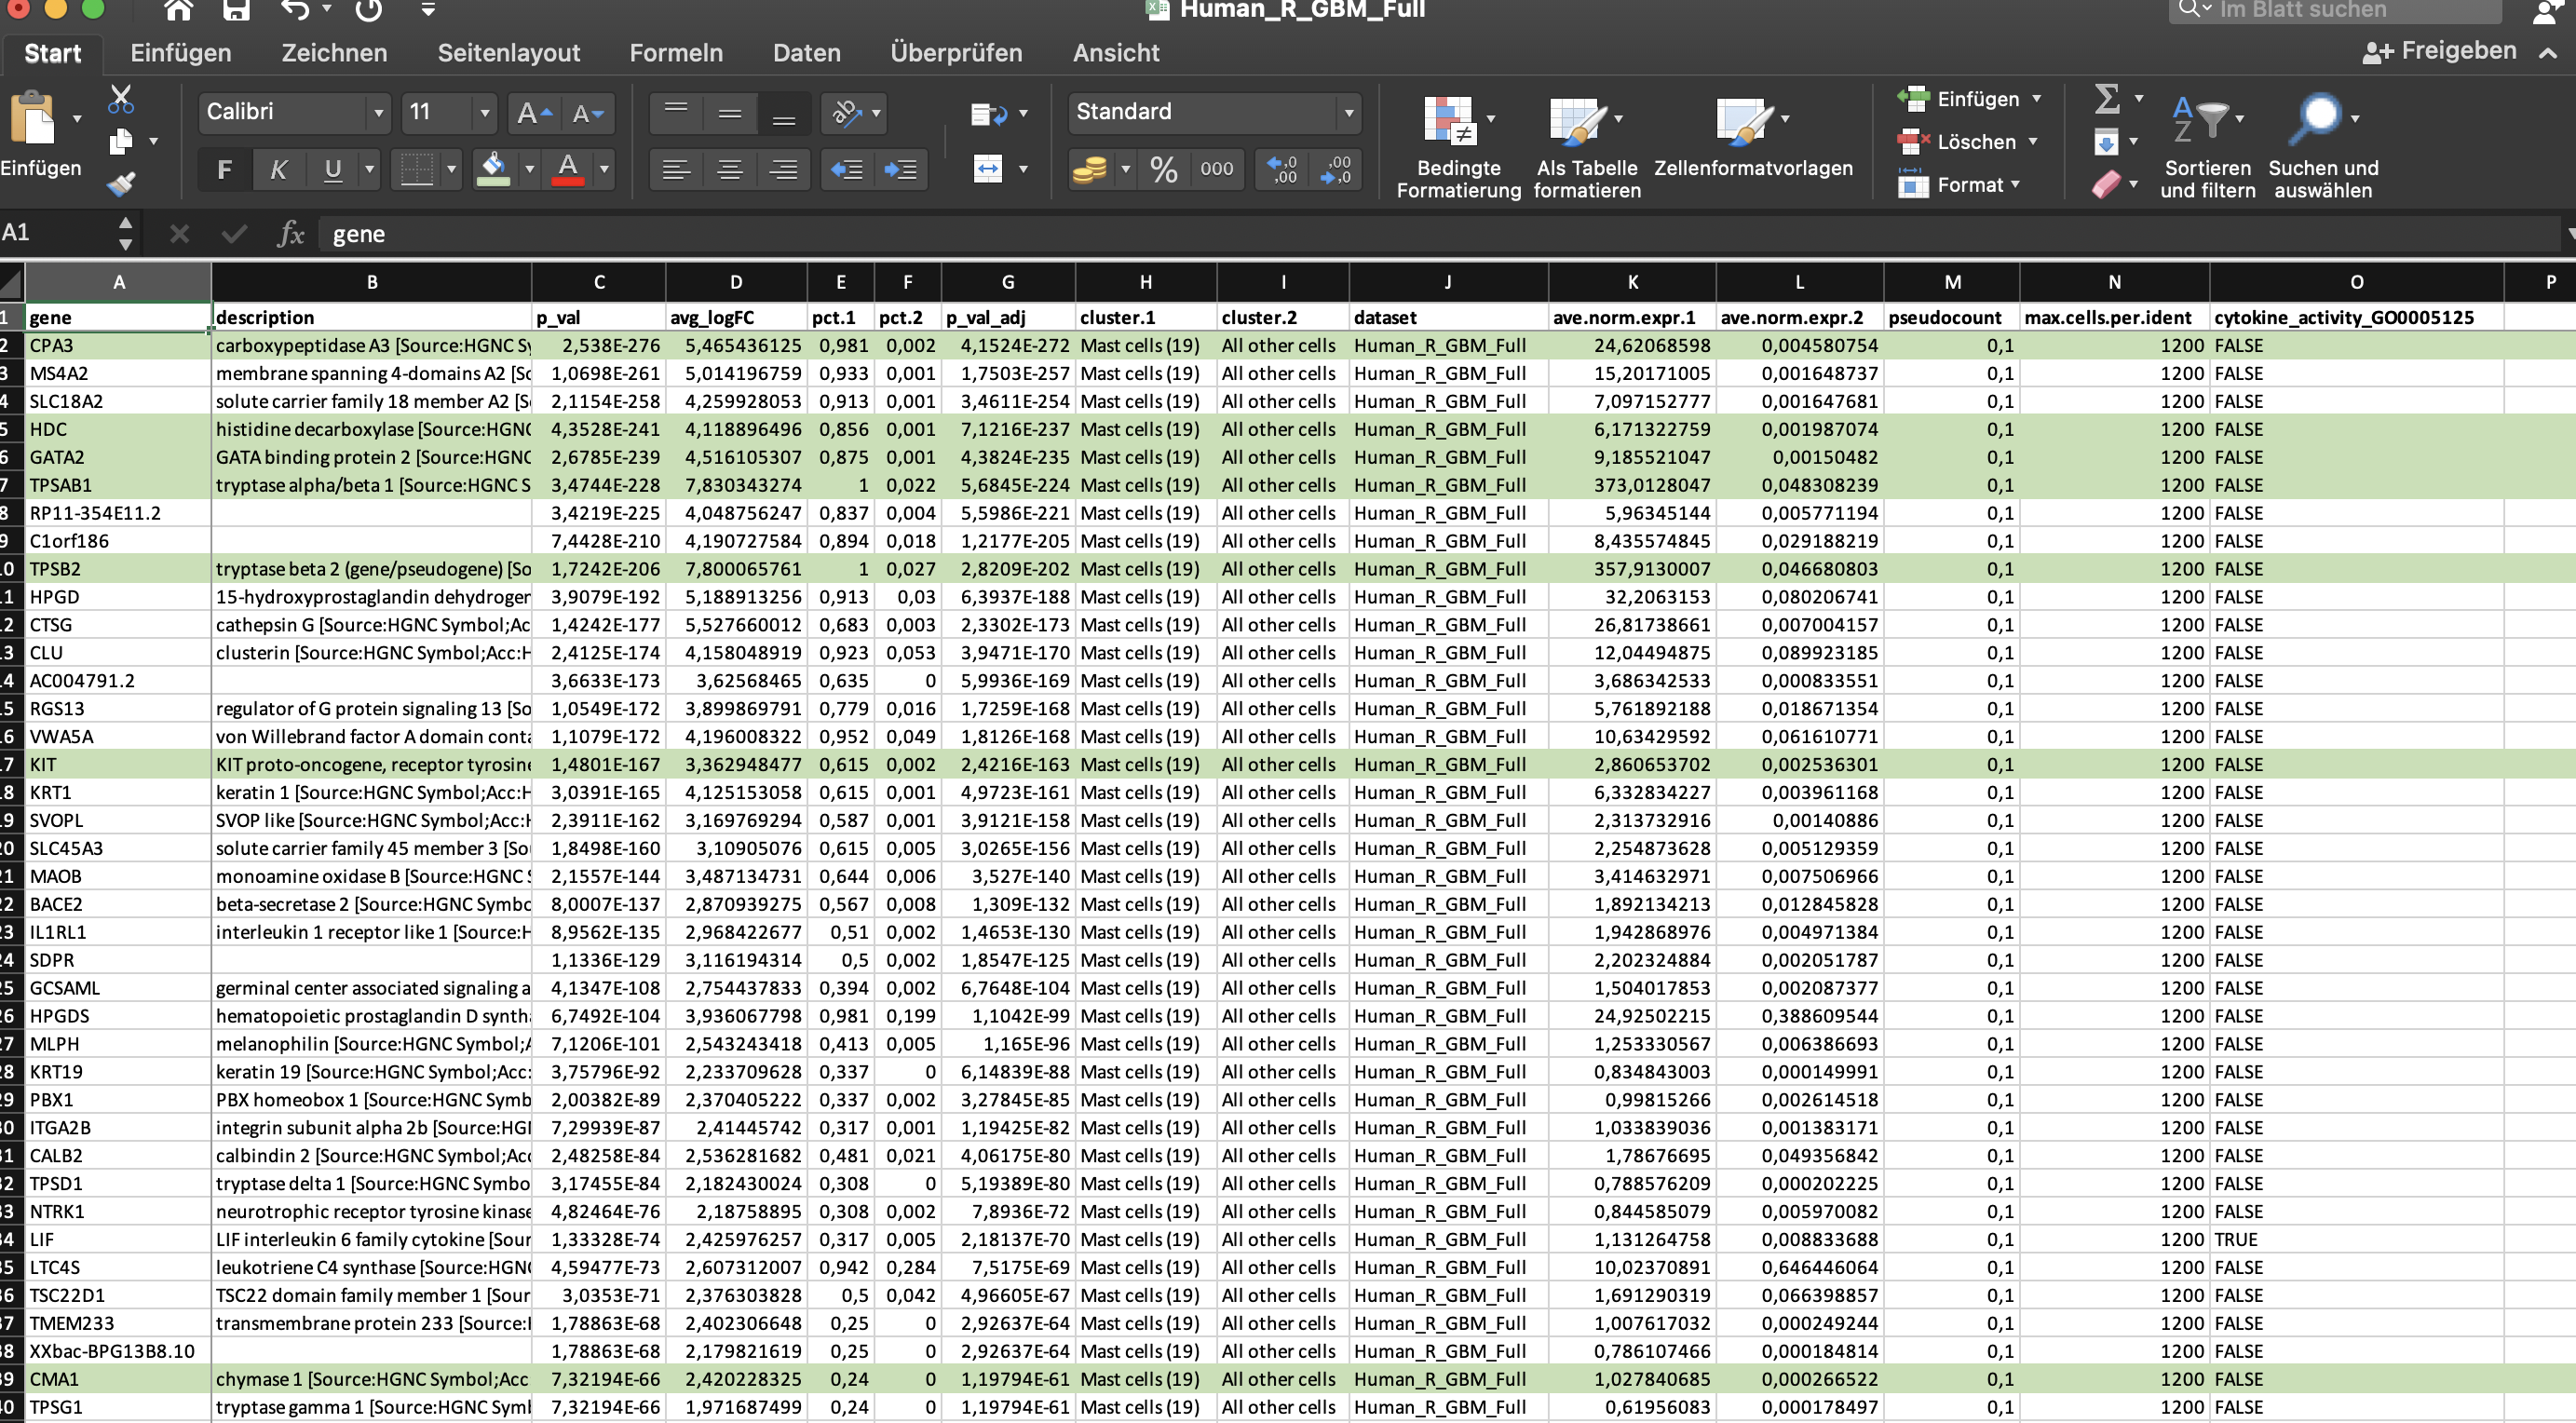 Human_R_GBM_Full
Im Blatt suchen
Start Einfügen Zeichnen Seitenlayout Formeln Daten Überprüfen Ansicht Freigeben
Einfügen
Calibri 11
F K U
Standard
% 000
Bedingte Formatierung
Als Tabelle formatieren
Zellenformatvorlagen
Einfügen
Löschen
Format
Sortieren und filtern
Suchen und auswählen
A1 fx gene
A B C D E F G H I J K L M N O P
1 gene description p_val avg_logFC pct.1 pct.2 p_val_adj cluster.1 cluster.2 dataset ave.norm.expr.1 ave.norm.expr.2 pseudocount max.cells.per.ident cytokine_activity_GO0005125
2 CPA3 carboxypeptidase A3 [Source:HGNC Sy 2,538E-276 5,465436125 0,981 0,002 4,1524E-272 Mast cells (19) All other cells Human_R_GBM_Full 24,62068598 0,004580754 0,1 1200 FALSE
3 MS4A2 membrane spanning 4-domains A2 [So 1,0698E-261 5,014196759 0,933 0,001 1,7503E-257 Mast cells (19) All other cells Human_R_GBM_Full 15,20171005 0,001648737 0,1 1200 FALSE
4 SLC18A2 solute carrier family 18 member A2 [S 2,1154E-258 4,259928053 0,913 0,001 3,4611E-254 Mast cells (19) All other cells Human_R_GBM_Full 7,097152777 0,001647681 0,1 1200 FALSE
5 HDC histidine decarboxylase [Source:HGNC 4,3528E-241 4,118896496 0,856 0,001 7,1216E-237 Mast cells (19) All other cells Human_R_GBM_Full 6,171322759 0,001987074 0,1 1200 FALSE
6 GATA2 GATA binding protein 2 [Source:HGNC 2,6785E-239 4,516105307 0,875 0,001 4,3824E-235 Mast cells (19) All other cells Human_R_GBM_Full 9,185521047 0,00150482 0,1 1200 FALSE
7 TPSAB1 tryptase alpha/beta 1 [Source:HGNC S 3,4744E-228 7,830343274 1 0,022 5,6845E-224 Mast cells (19) All other cells Human_R_GBM_Full 373,0128047 0,048308239 0,1 1200 FALSE
8 RP11-354E11.2 3,4219E-225 4,048756247 0,837 0,004 5,5986E-221 Mast cells (19) All other cells Human_R_GBM_Full 5,96345144 0,005771194 0,1 1200 FALSE
9 C1orf186 7,4428E-210 4,190727584 0,894 0,018 1,2177E-205 Mast cells (19) All other cells Human_R_GBM_Full 8,435574845 0,029188219 0,1 1200 FALSE
0 TPSB2 tryptase beta 2 (gene/pseudogene) [So 1,7242E-206 7,800065761 1 0,027 2,8209E-202 Mast cells (19) All other cells Human_R_GBM_Full 357,9130007 0,046680803 0,1 1200 FALSE
1 HPGD 15-hydroxyprostaglandin dehydroger 3,9079E-192 5,188913256 0,913 0,03 6,3937E-188 Mast cells (19) All other cells Human_R_GBM_Full 32,2063153 0,080206741 0,1 1200 FALSE
2 CTSG cathepsin G [Source:HGNC Symbol;Ac 1,4242E-177 5,527660012 0,683 0,003 2,3302E-173 Mast cells (19) All other cells Human_R_GBM_Full 26,81738661 0,007004157 0,1 1200 FALSE
3 CLU clusterin [Source:HGNC Symbol;Acc:H 2,4125E-174 4,158048919 0,923 0,053 3,9471E-170 Mast cells (19) All other cells Human_R_GBM_Full 12,04494875 0,089923185 0,1 1200 FALSE
4 AC004791.2 3,6633E-173 3,62568465 0,635 0 5,9936E-169 Mast cells (19) All other cells Human_R_GBM_Full 3,686342533 0,000833551 0,1 1200 FALSE
5 RGS13 regulator of G protein signaling 13 [So 1,0549E-172 3,899869791 0,779 0,016 1,7259E-168 Mast cells (19) All other cells Human_R_GBM_Full 5,761892188 0,018671354 0,1 1200 FALSE
6 VWA5A von Willebrand factor A domain conta 1,1079E-172 4,196008322 0,952 0,049 1,8126E-168 Mast cells (19) All other cells Human_R_GBM_Full 10,63429592 0,061610771 0,1 1200 FALSE
7 KIT KIT proto-oncogene, receptor tyrosine 1,4801E-167 3,362948477 0,615 0,002 2,4216E-163 Mast cells (19) All other cells Human_R_GBM_Full 2,860653702 0,002536301 0,1 1200 FALSE
8 KRT1 keratin 1 [Source:HGNC Symbol;Acc:H 3,0391E-165 4,125153058 0,615 0,001 4,9723E-161 Mast cells (19) All other cells Human_R_GBM_Full 6,332834227 0,003961168 0,1 1200 FALSE
9 SVOPL SVOP like [Source:HGNC Symbol;Acc:H 2,3911E-162 3,169769294 0,587 0,001 3,9121E-158 Mast cells (19) All other cells Human_R_GBM_Full 2,313732916 0,00140886 0,1 1200 FALSE
20 SLC45A3 solute carrier family 45 member 3 [So 1,8498E-160 3,10905076 0,615 0,005 3,0265E-156 Mast cells (19) All other cells Human_R_GBM_Full 2,254873628 0,005129359 0,1 1200 FALSE
21 MAOB monoamine oxidase B [Source:HGNC S 2,1557E-144 3,487134731 0,644 0,006 3,527E-140 Mast cells (19) All other cells Human_R_GBM_Full 3,414632971 0,007506966 0,1 1200 FALSE
22 BACE2 beta-secretase 2 [Source:HGNC Symbo 8,0007E-137 2,870939275 0,567 0,008 1,309E-132 Mast cells (19) All other cells Human_R_GBM_Full 1,892134213 0,012845828 0,1 1200 FALSE
23 IL1RL1 interleukin 1 receptor like 1 [Source:H 8,9562E-135 2,968422677 0,51 0,002 1,4653E-130 Mast cells (19) All other cells Human_R_GBM_Full 1,942868976 0,004971384 0,1 1200 FALSE
24 SDPR 1,1336E-129 3,116194314 0,5 0,002 1,8547E-125 Mast cells (19) All other cells Human_R_GBM_Full 2,202324884 0,002051787 0,1 1200 FALSE
25 GCSAML germinal center associated signaling a 4,1347E-108 2,754437833 0,394 0,002 6,7648E-104 Mast cells (19) All other cells Human_R_GBM_Full 1,504017853 0,002087377 0,1 1200 FALSE
26 HPGDS hematopoietic prostaglandin D synth 6,7492E-104 3,936067798 0,981 0,199 1,1042E-99 Mast cells (19) All other cells Human_R_GBM_Full 24,92502215 0,388609544 0,1 1200 FALSE
27 MLPH melanophilin [Source:HGNC Symbol;A 7,1206E-101 2,543243418 0,413 0,005 1,165E-96 Mast cells (19) All other cells Human_R_GBM_Full 1,253330567 0,006386693 0,1 1200 FALSE
28 KRT19 keratin 19 [Source:HGNC Symbol;Acc: 3,75796E-92 2,233709628 0,337 0 6,14839E-88 Mast cells (19) All other cells Human_R_GBM_Full 0,834843003 0,000149991 0,1 1200 FALSE
29 PBX1 PBX homeobox 1 [Source:HGNC Symb 2,00382E-89 2,370405222 0,337 0,002 3,27845E-85 Mast cells (19) All other cells Human_R_GBM_Full 0,99815266 0,002614518 0,1 1200 FALSE
30 ITGA2B integrin subunit alpha 2b [Source:HGN 7,29939E-87 2,41445742 0,317 0,001 1,19425E-82 Mast cells (19) All other cells Human_R_GBM_Full 1,033839036 0,001383171 0,1 1200 FALSE
31 CALB2 calbindin 2 [Source:HGNC Symbol;Acc 2,48258E-84 2,536281682 0,481 0,021 4,06175E-80 Mast cells (19) All other cells Human_R_GBM_Full 1,78676695 0,049356842 0,1 1200 FALSE
32 TPSD1 tryptase delta 1 [Source:HGNC Symbo 3,17455E-84 2,182430024 0,308 0 5,19389E-80 Mast cells (19) All other cells Human_R_GBM_Full 0,788576209 0,000202225 0,1 1200 FALSE
33 NTRK1 neurotrophic receptor tyrosine kinase 4,82464E-76 2,18758895 0,308 0,002 7,8936E-72 Mast cells (19) All other cells Human_R_GBM_Full 0,844585079 0,005970082 0,1 1200 FALSE
34 LIF LIF interleukin 6 family cytokine [Sour 1,33328E-74 2,425976257 0,317 0,005 2,18137E-70 Mast cells (19) All other cells Human_R_GBM_Full 1,131264758 0,008833688 0,1 1200 TRUE
35 LTC4S leukotriene C4 synthase [Source:HGNC 4,59477E-73 2,607312007 0,942 0,284 7,5175E-69 Mast cells (19) All other cells Human_R_GBM_Full 10,02370891 0,646446064 0,1 1200 FALSE
36 TSC22D1 TSC22 domain family member 1 [Sour 3,0353E-71 2,376303828 0,5 0,042 4,96605E-67 Mast cells (19) All other cells Human_R_GBM_Full 1,691290319 0,066398857 0,1 1200 FALSE
37 TMEM233 transmembrane protein 233 [Source:H 1,78863E-68 2,402306648 0,25 0 2,92637E-64 Mast cells (19) All other cells Human_R_GBM_Full 1,007617032 0,000249244 0,1 1200 FALSE
38 XXbac-BPG13B8.10 1,78863E-68 2,179821619 0,25 0 2,92637E-64 Mast cells (19) All other cells Human_R_GBM_Full 0,786107466 0,000184814 0,1 1200 FALSE
39 CMA1 chymase 1 [Source:HGNC Symbol;Acc 7,32194E-66 2,420228325 0,24 0 1,19794E-61 Mast cells (19) All other cells Human_R_GBM_Full 1,027840685 0,000266522 0,1 1200 FALSE
40 TPSG1 tryptase gamma 1 [Source:HGNC Symb 7,32194E-66 1,971687499 0,24 0 1,19794E-61 Mast cells (19) All other cells Human_R_GBM_Full 0,61956083 0,000178497 0,1 1200 FALSE